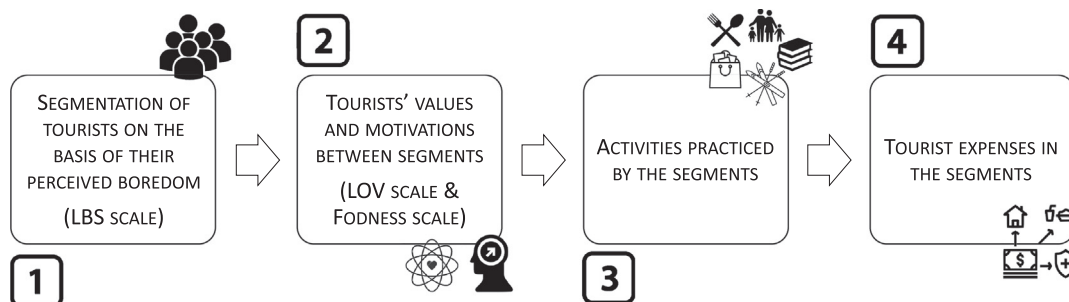 1
SEGMENTATION OF
TOURISTS ON THE
BASIS OF THEIR
PERCEIVED BOREDOM
(LBS SCALE)
2
TOURISTS' VALUES
AND MOTIVATIONS
BETWEEN SEGMENTS
(LOV SCALE &
FODNESS SCALE)
3
ACTIVITIES PRACTICED
BY THE SEGMENTS
4
TOURIST EXPENSES IN
THE SEGMENTS
$